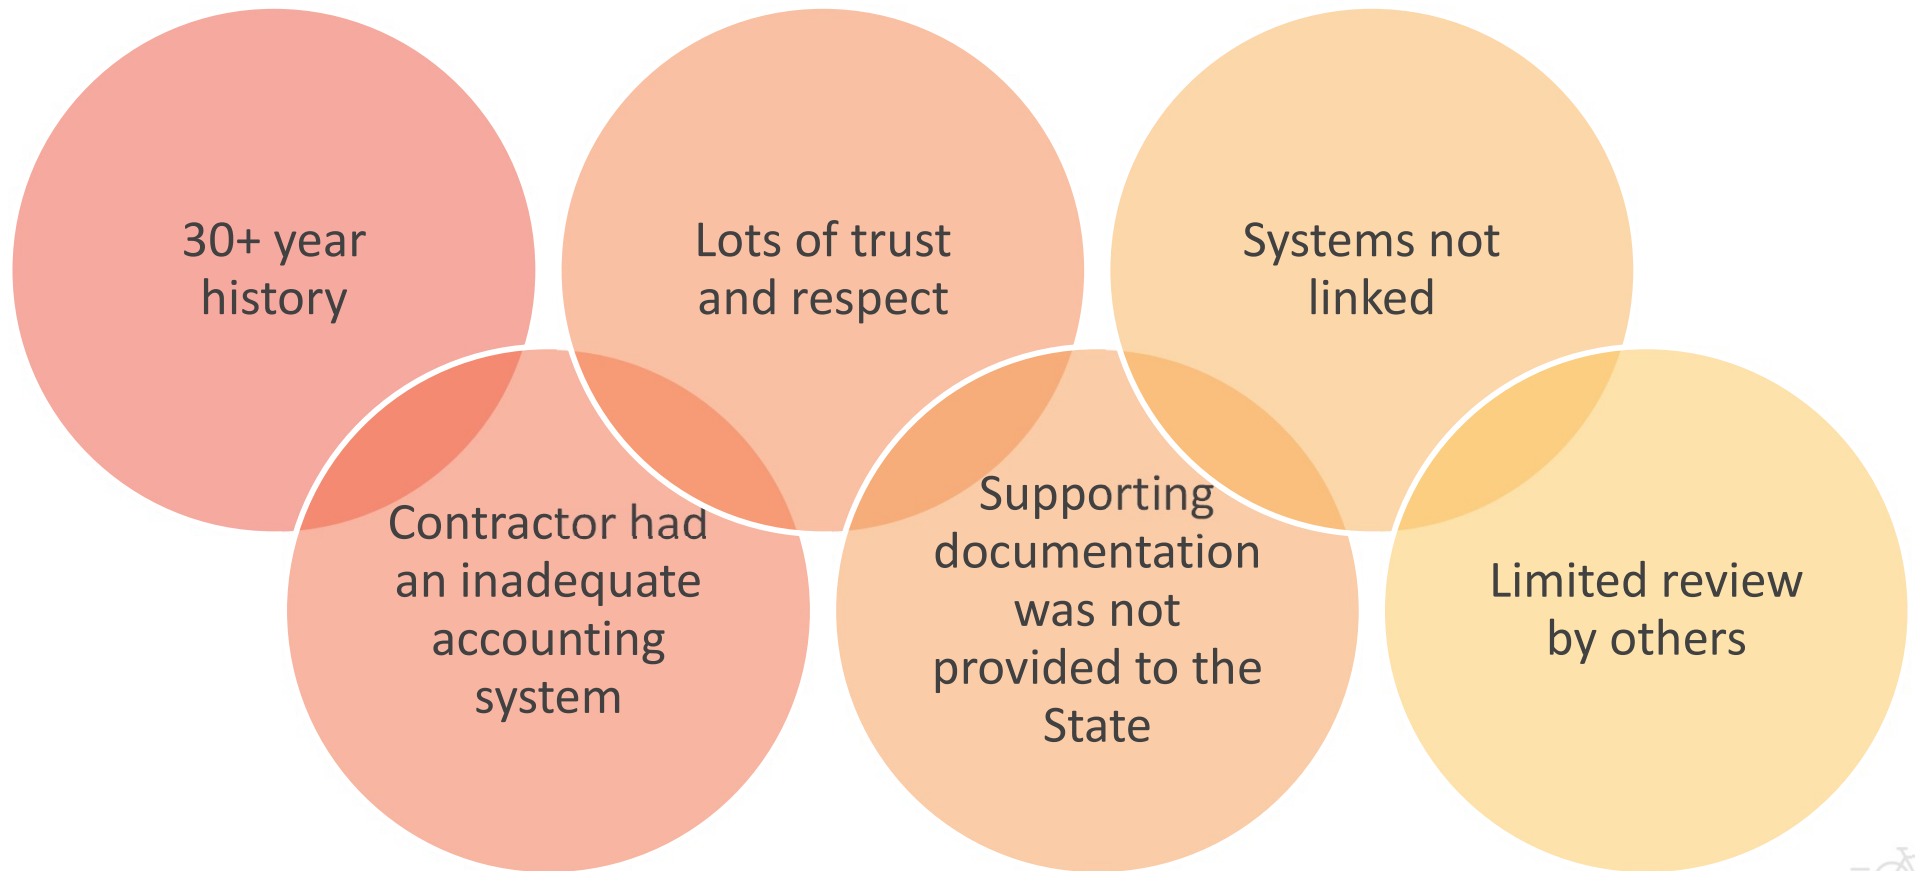 30+ year
history
Contractor had
an inadequate
accounting
system
Lots of trust
and respect
Supporting
documentation
was not
provided to the
State
Systems not
linked
Limited review
by others